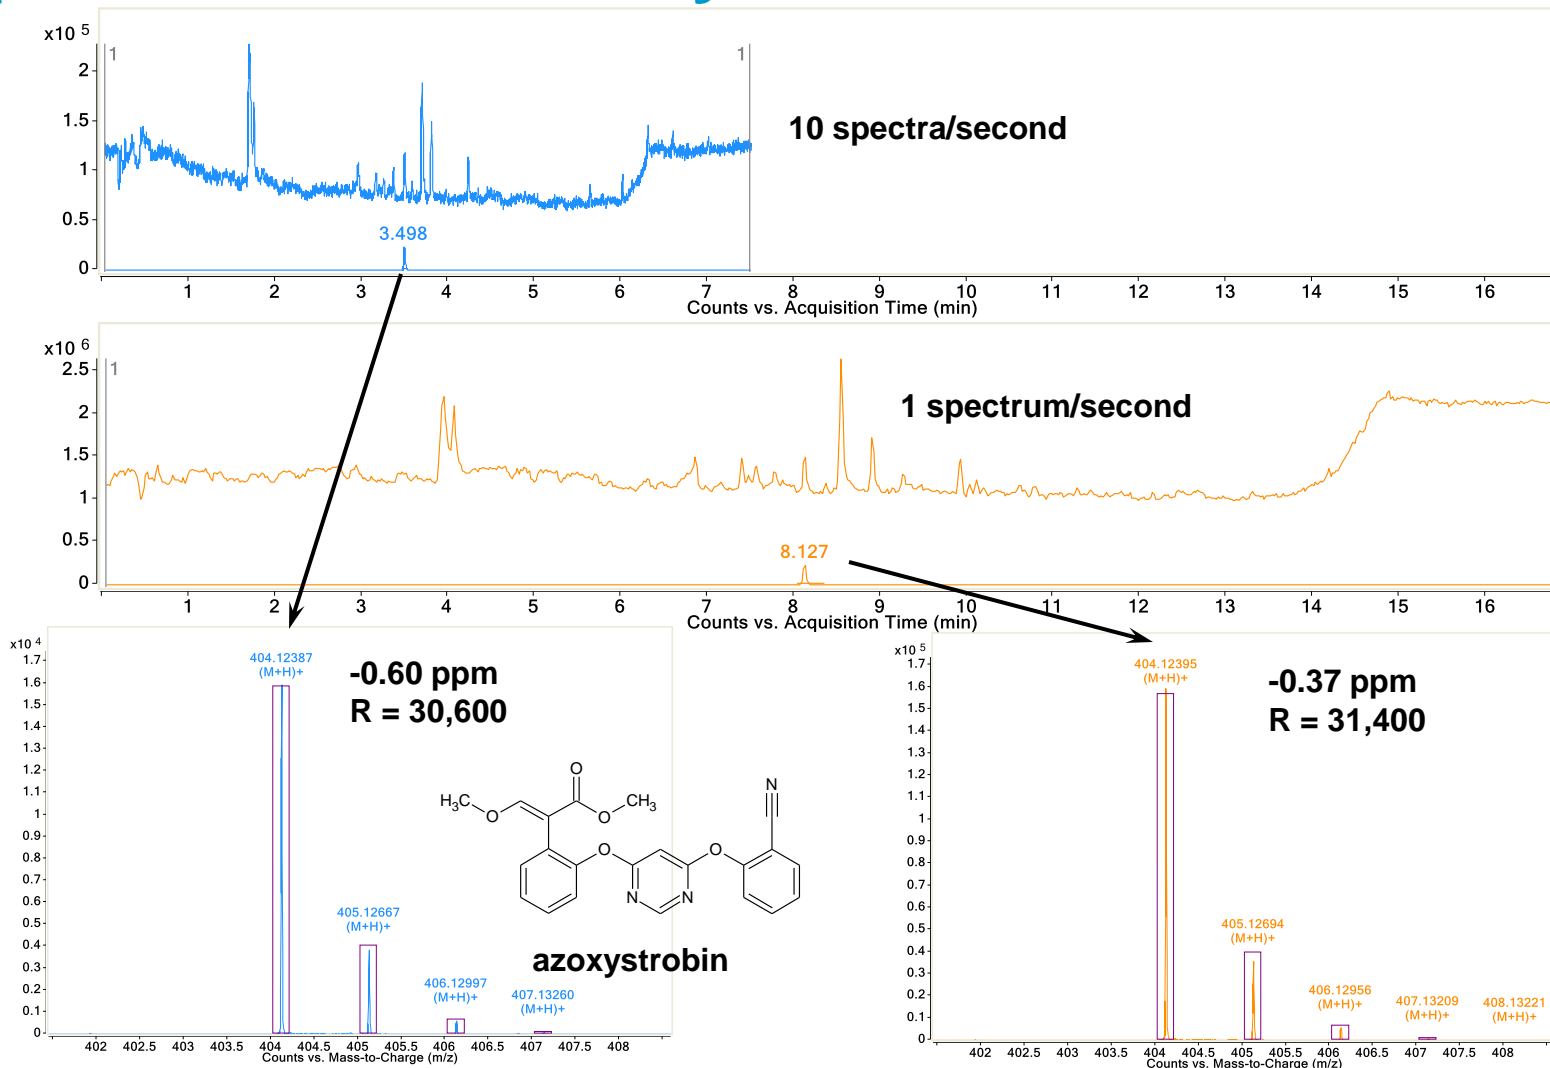 x10 5
2
1.5
1
0.5
0
1
1
3.498
10 spectra/second
1 2 3 4 5 6 7 8 9 10 11 12 13 14 15 16
Counts vs. Acquisition Time (min)
x10 6
2.5
2
1.5
1
0.5
0
1
1 spectrum/second
8.127
1 2 3 4 5 6 7 8 9 10 11 12 13 14 15 16
Counts vs. Acquisition Time (min)
x10 4
1.7
1.6
1.5
1.4
1.3
1.2
1.1
1
0.9
0.8
0.7
0.6
0.5
0.4
0.3
0.2
0.1
0
404.12387
(M+H)+
-0.60 ppm
R = 30,600
405.12667
(M+H)+
406.12997
(M+H)+
407.13260
(M+H)+
402 402.5 403 403.5 404 404.5 405 405.5 406 406.5 407 407.5 408
Counts vs. Mass-to-Charge (m/z)
H3C
O
O
O
CH3
O
N
N
O
N
azoxystrobin
x10 5
1.7
1.6
1.5
1.4
1.3
1.2
1.1
1
0.9
0.8
0.7
0.6
0.5
0.4
0.3
0.2
0.1
0
404.12395
(M+H)+
-0.37 ppm
R = 31,400
405.12694
(M+H)+
406.12956
(M+H)+
407.13209
(M+H)+
408.13221
(M+H)+
402 402.5 403 403.5 404 404.5 405 405.5 406 406.5 407 407.5 408
Counts vs. Mass-to-Charge (m/z)